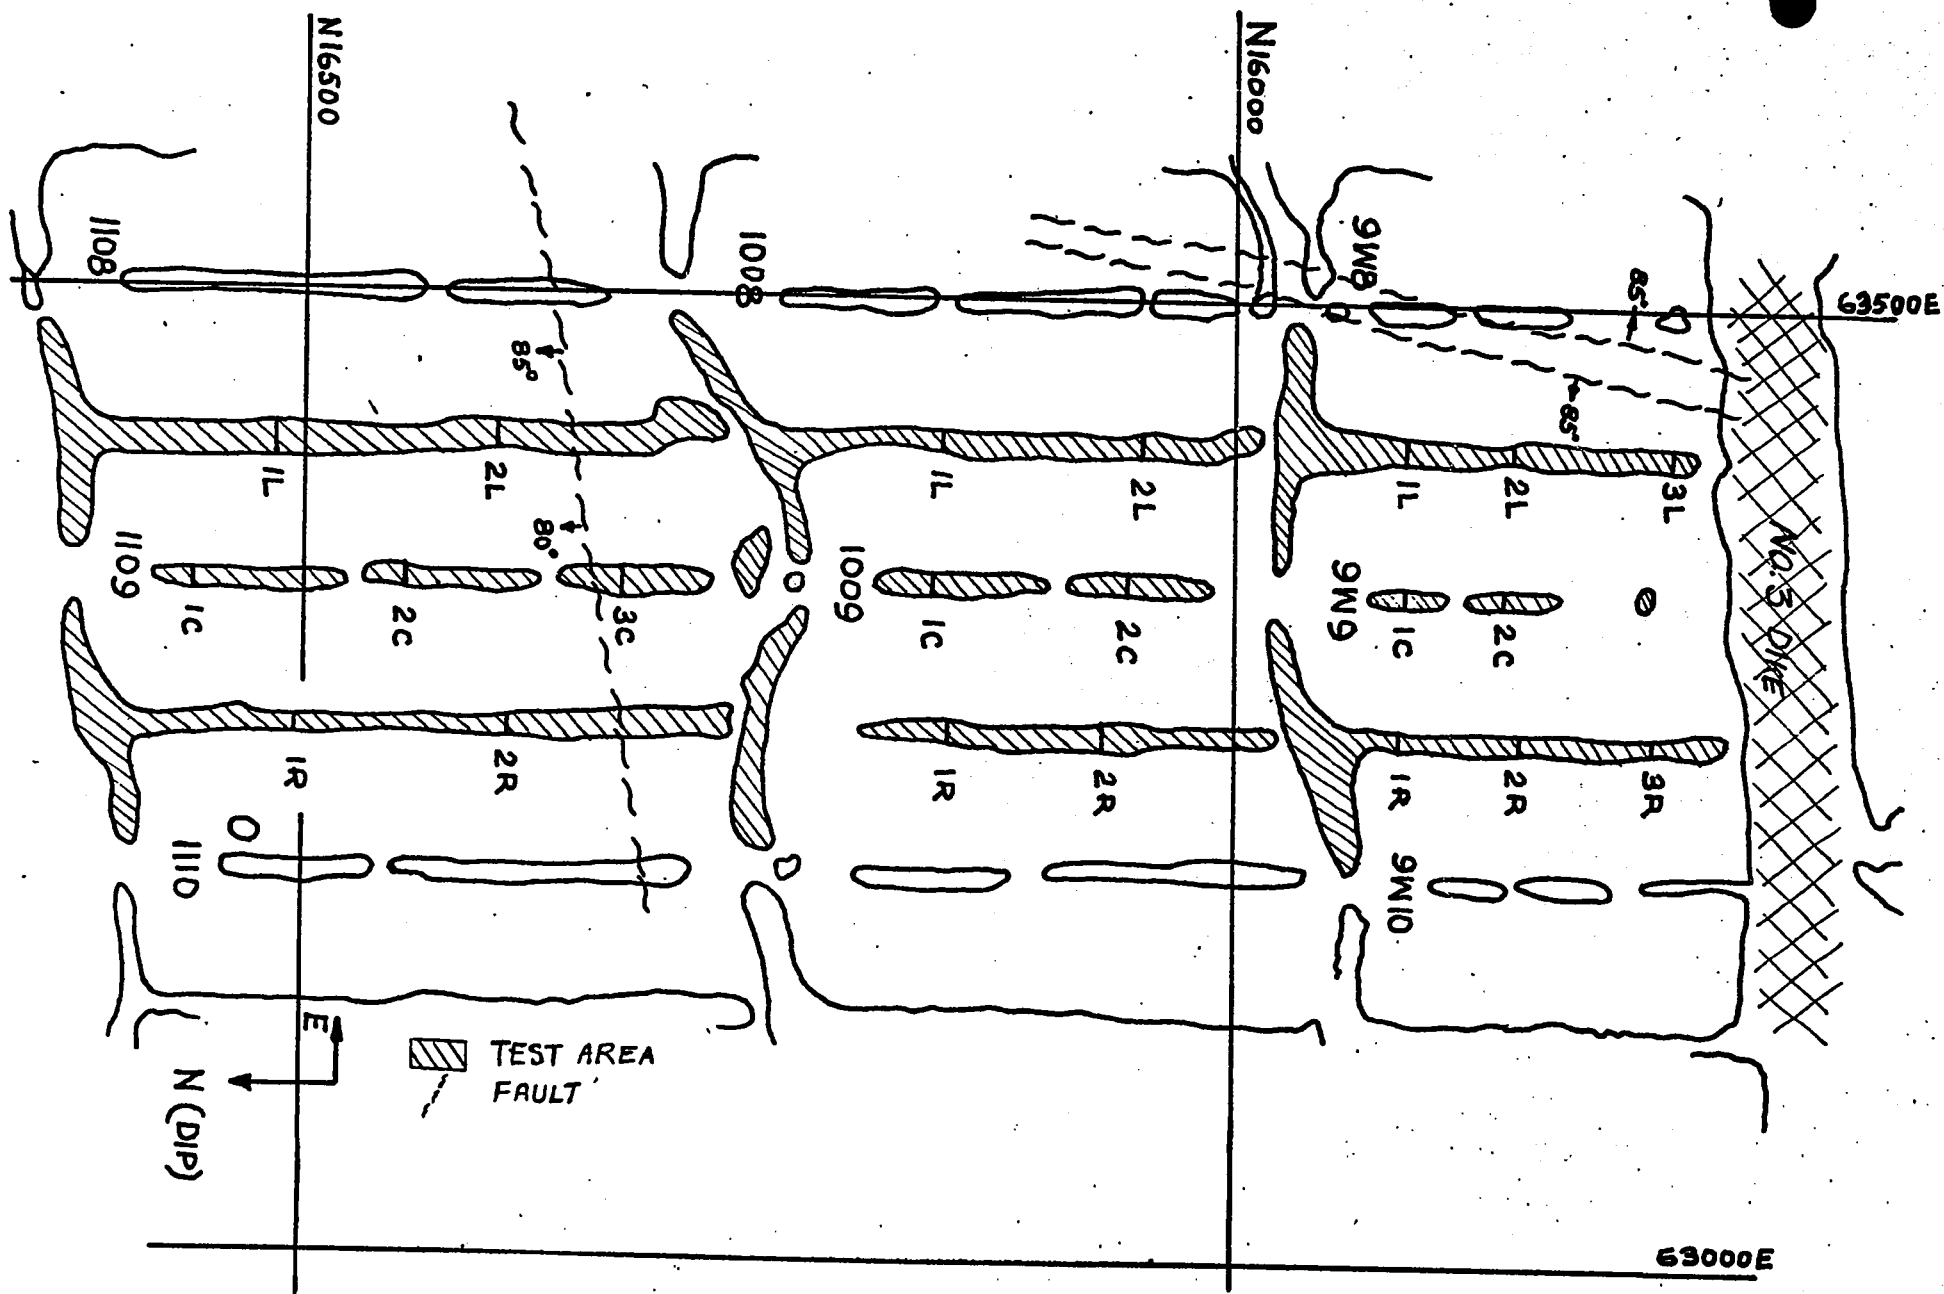 N16500
N16000
1108
1008
9W8
85°
63500E
85°
85°
1L
2L
1L
2L
1L
2L
3L
80°
1109
1009
9W9
NO. 3 DIKE
1C
2C
3C
1C
2C
1C
2C
1R
2R
1R
2R
1R
2R
3R
1110
9W10
E
N (DIP)
TEST AREA
FAULT
63000E